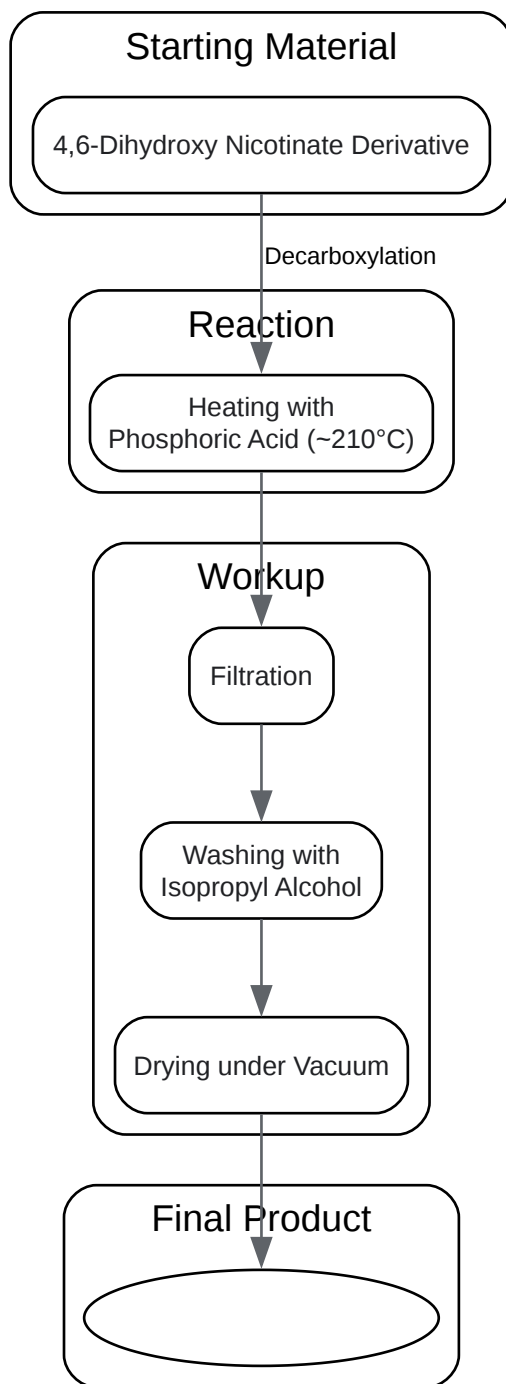 Starting Material
4,6-Dihydroxy Nicotinate Derivative
Decarboxylation
Reaction
Heating with
Phosphoric Acid (~210°C)
Workup
Filtration
Washing with
Isopropyl Alcohol
Drying under Vacuum
Final Product